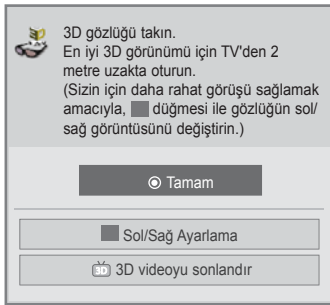 3D gözlüğü takın.
En iyi 3D görünümü için TV'den 2
metre uzakta oturun.
(Sizin için daha rahat görüşü sağlamak
amacıyla, düğmesi ile gözlüğün sol/
sağ görüntüsünü değiştirin.)
Tamam
Sol/Sağ Ayarlama
3D 3D videoyu sonlandır